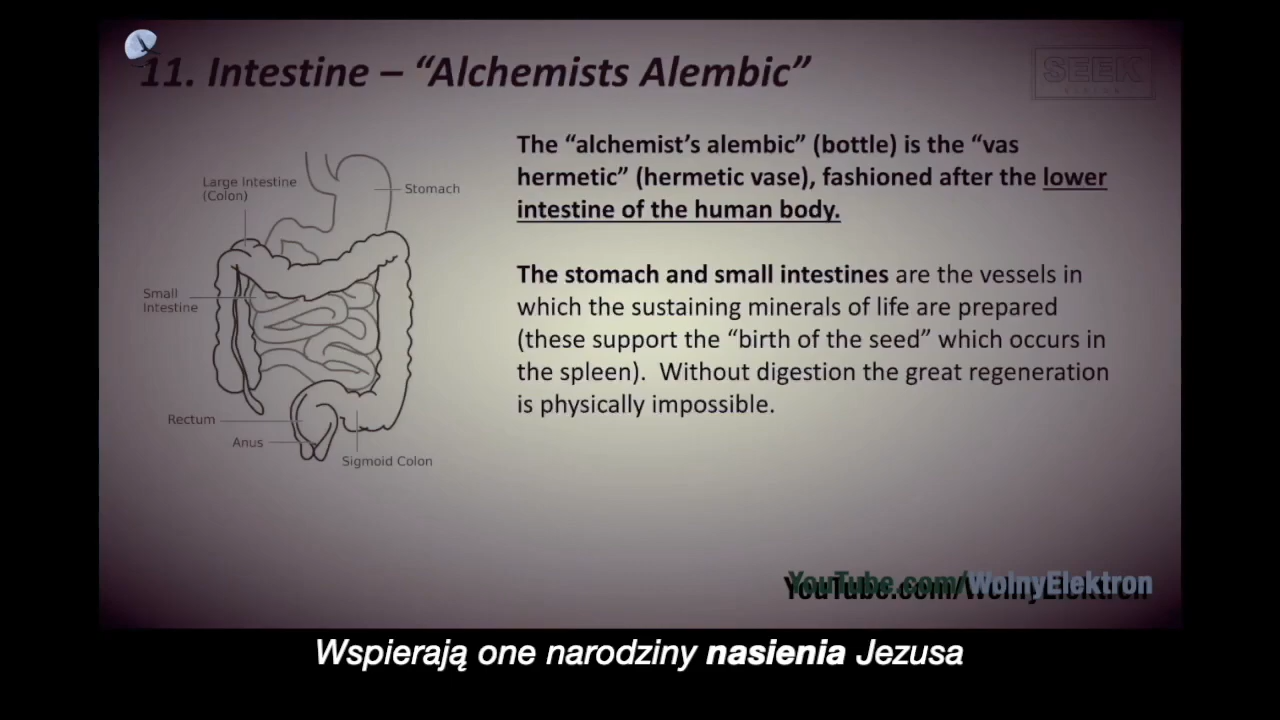 11. Intestine – “Alchemists Alembic”
SEEK
The “alchemist’s alembic” (bottle) is the “vas
hermetic” (hermetic vase), fashioned after the lower
intestine of the human body.
The stomach and small intestines are the vessels in
which the sustaining minerals of life are prepared
(these support the “birth of the seed” which occurs in
the spleen).  Without digestion the great regeneration
is physically impossible.
Large Intestine
(Colon)
Stomach
Small
Intestine
Rectum
Anus
Sigmoid Colon
YouTube.com/WolnyElektron
Wspierają one narodziny nasienia Jezusa